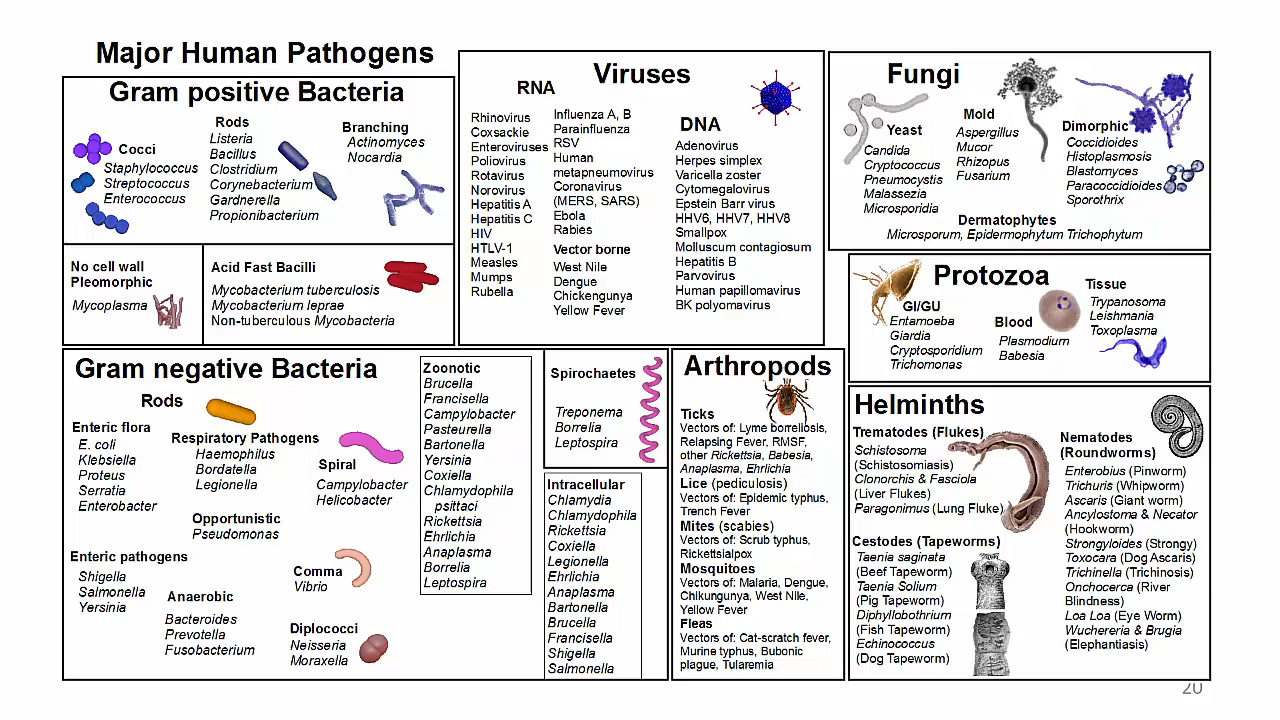 Major Human Pathogens
Gram positive Bacteria
Cocci
Staphylococcus
Streptococcus
Enterococcus
Rods
Listeria
Bacillus
Clostridium
Corynebacterium
Gardnerella
Propionibacterium
Branching
Actinomyces
Nocardia
No cell wall
Pleomorphic
Mycoplasma
Acid Fast Bacilli
Mycobacterium tuberculosis
Mycobacterium leprae
Non-tuberculous Mycobacteria
Viruses
RNA
Rhinovirus
Coxsackie
Enteroviruses
Poliovirus
Rotavirus
Norovirus
Hepatitis A
Hepatitis C
HIV
HTLV-1
Measles
Mumps
Rubella
Influenza A, B
Parainfluenza
RSV
Human
metapneumovirus
Coronavirus
(MERS, SARS)
Ebola
Rabies
Vector borne
West Nile
Dengue
Chickengunya
Yellow Fever
DNA
Adenovirus
Herpes simplex
Varicella zoster
Cytomegalovirus
Epstein Barr virus
HHV6, HHV7, HHV8
Smallpox
Molluscum contagiosum
Hepatitis B
Parvovirus
Human papillomavirus
BK polyomavirus
Fungi
Yeast
Candida
Cryptococcus
Pneumocystis
Malassezia
Microsporidia
Mold
Aspergillus
Mucor
Rhizopus
Fusarium
Dimorphic
Coccidioides
Histoplasmosis
Blastomyces
Paracoccidioides
Sporothrix
Dermatophytes
Microsporum, Epidermophytum Trichophytum
Protozoa
GI/GU
Entamoeba
Giardia
Cryptosporidium
Trichomonas
Blood
Plasmodium
Babesia
Tissue
Trypanosoma
Leishmania
Toxoplasma
Gram negative Bacteria
Rods
Enteric flora
E. coli
Klebsiella
Proteus
Serratia
Enterobacter
Respiratory Pathogens
Haemophilus
Bordatella
Legionella
Opportunistic
Pseudomonas
Spiral
Campylobacter
Helicobacter
Enteric pathogens
Shigella
Salmonella
Yersinia
Anaerobic
Bacteroides
Prevotella
Fusobacterium
Comma
Vibrio
Diplococci
Neisseria
Moraxella
Zoonotic
Brucella
Francisella
Campylobacter
Pasteurella
Bartonella
Yersinia
Coxiella
Chlamydophila
psittaci
Rickettsia
Ehrlichia
Anaplasma
Borrelia
Leptospira
Spirochaetes
Treponema
Borrelia
Leptospira
Intracellular
Chlamydia
Chlamydophila
Rickettsia
Coxiella
Legionella
Ehrlichia
Anaplasma
Bartonella
Brucella
Francisella
Shigella
Salmonella
Arthropods
Ticks
Vectors of: Lyme borreliosis,
Relapsing Fever, RMSF,
other Rickettsia, Babesia,
Anaplasma, Ehrlichia
Lice (pediculosis)
Vectors of: Epidemic typhus,
Trench Fever
Mites (scabies)
Vectors of: Scrub typhus,
Rickettsialpox
Mosquitoes
Vectors of: Malaria, Dengue,
Chikungunya, West Nile,
Yellow Fever
Fleas
Vectors of: Cat-scratch fever,
Murine typhus, Bubonic
plague, Tularemia
Helminths
Trematodes (Flukes)
Schistosoma
(Schistosomiasis)
Clonorchis & Fasciola
(Liver Flukes)
Paragonimus (Lung Fluke)
Cestodes (Tapeworms)
Taenia saginata
(Beef Tapeworm)
Taenia Solium
(Pig Tapeworm)
Diphyllobothrium
(Fish Tapeworm)
Echinococcus
(Dog Tapeworm)
Nematodes
(Roundworms)
Enterobius (Pinworm)
Trichuris (Whipworm)
Ascaris (Giant worm)
Ancylostoma & Necator
(Hookworm)
Strongyloides (Strongy)
Toxocara (Dog Ascaris)
Trichinella (Trichinosis)
Onchocerca (River
Blindness)
Loa Loa (Eye Worm)
Wuchereria & Brugia
(Elephantiasis)
20